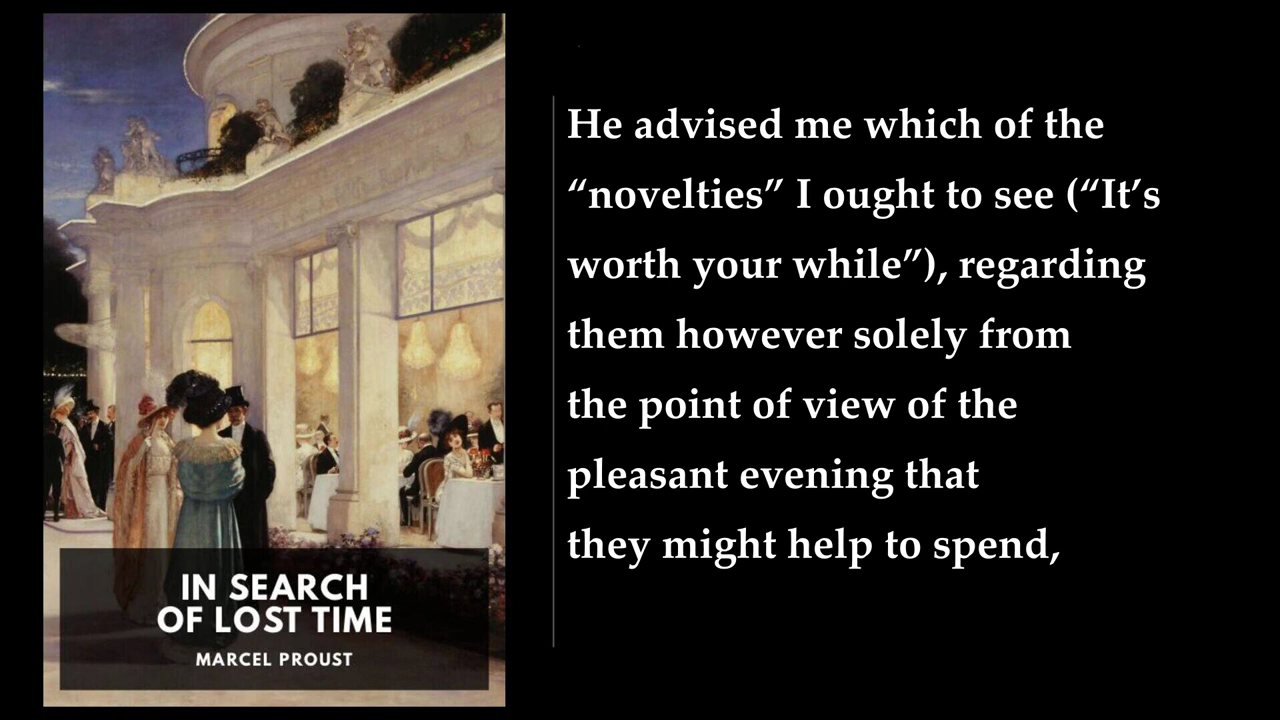 IN SEARCH
OF LOST TIME
MARCEL PROUST
He advised me which of the
“novelties” I ought to see (“It’s
worth your while”), regarding
them however solely from
the point of view of the
pleasant evening that
they might help to spend,